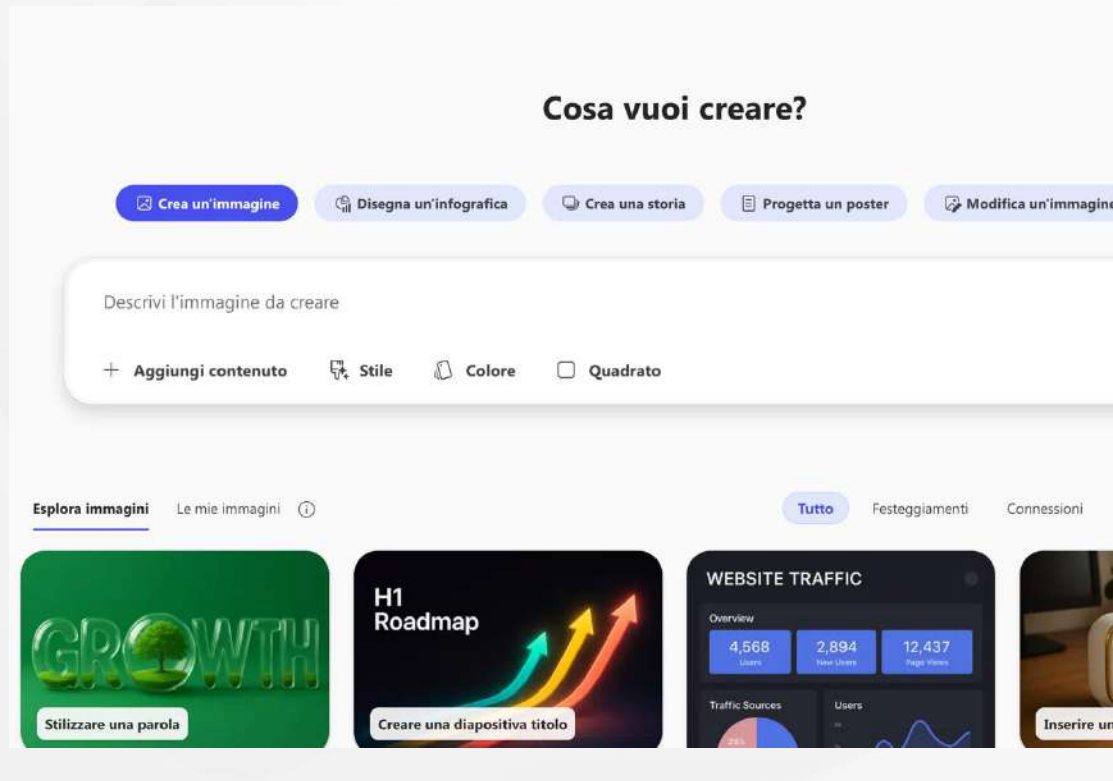 Cosa vuoi creare?
Crea un'immagine
Disegna un'infografica
Crea una storia
Progetta un poster
Modifica un'immagine
Descrivi l'immagine da creare
Aggiungi contenuto
Stile
Colore
Quadrato
Esplora immagini
Le mie immagini
Tutto
Festeggiamenti
Connessioni
GROWTH
Stilizzare una parola
H1
Roadmap
Creare una diapositiva titolo
WEBSITE TRAFFIC
Overview
4,568
Users
2,894
New Users
12,437
Page Views
Traffic Sources
Users
Inserire un